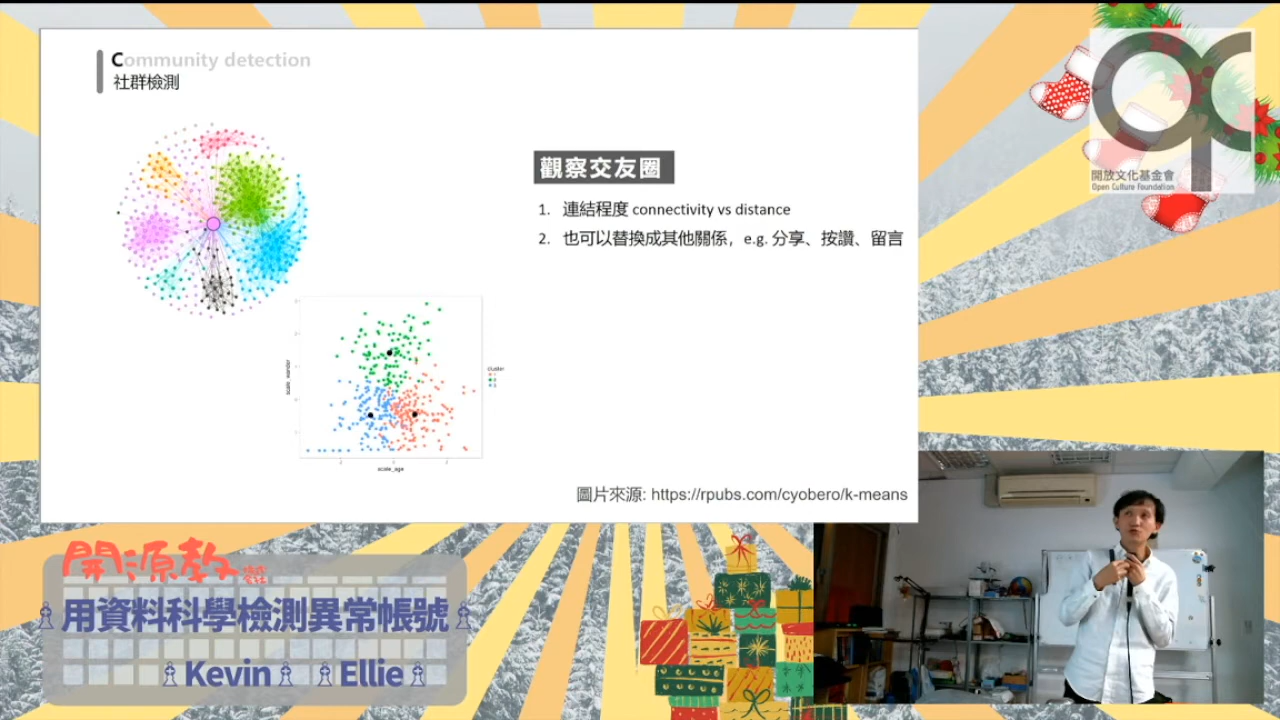 Community detection
社群檢測
觀察交友圈
1. 連結程度 connectivity vs distance
2. 也可以替換成其他關係，e.g. 分享、按讚、留言
cluster
scale_age
圖片來源: https://rpubs.com/cyobero/k-means
開放文化基金會
Open Culture Foundation
開源教
用資料科學檢測異常帳號
Kevin Ellie